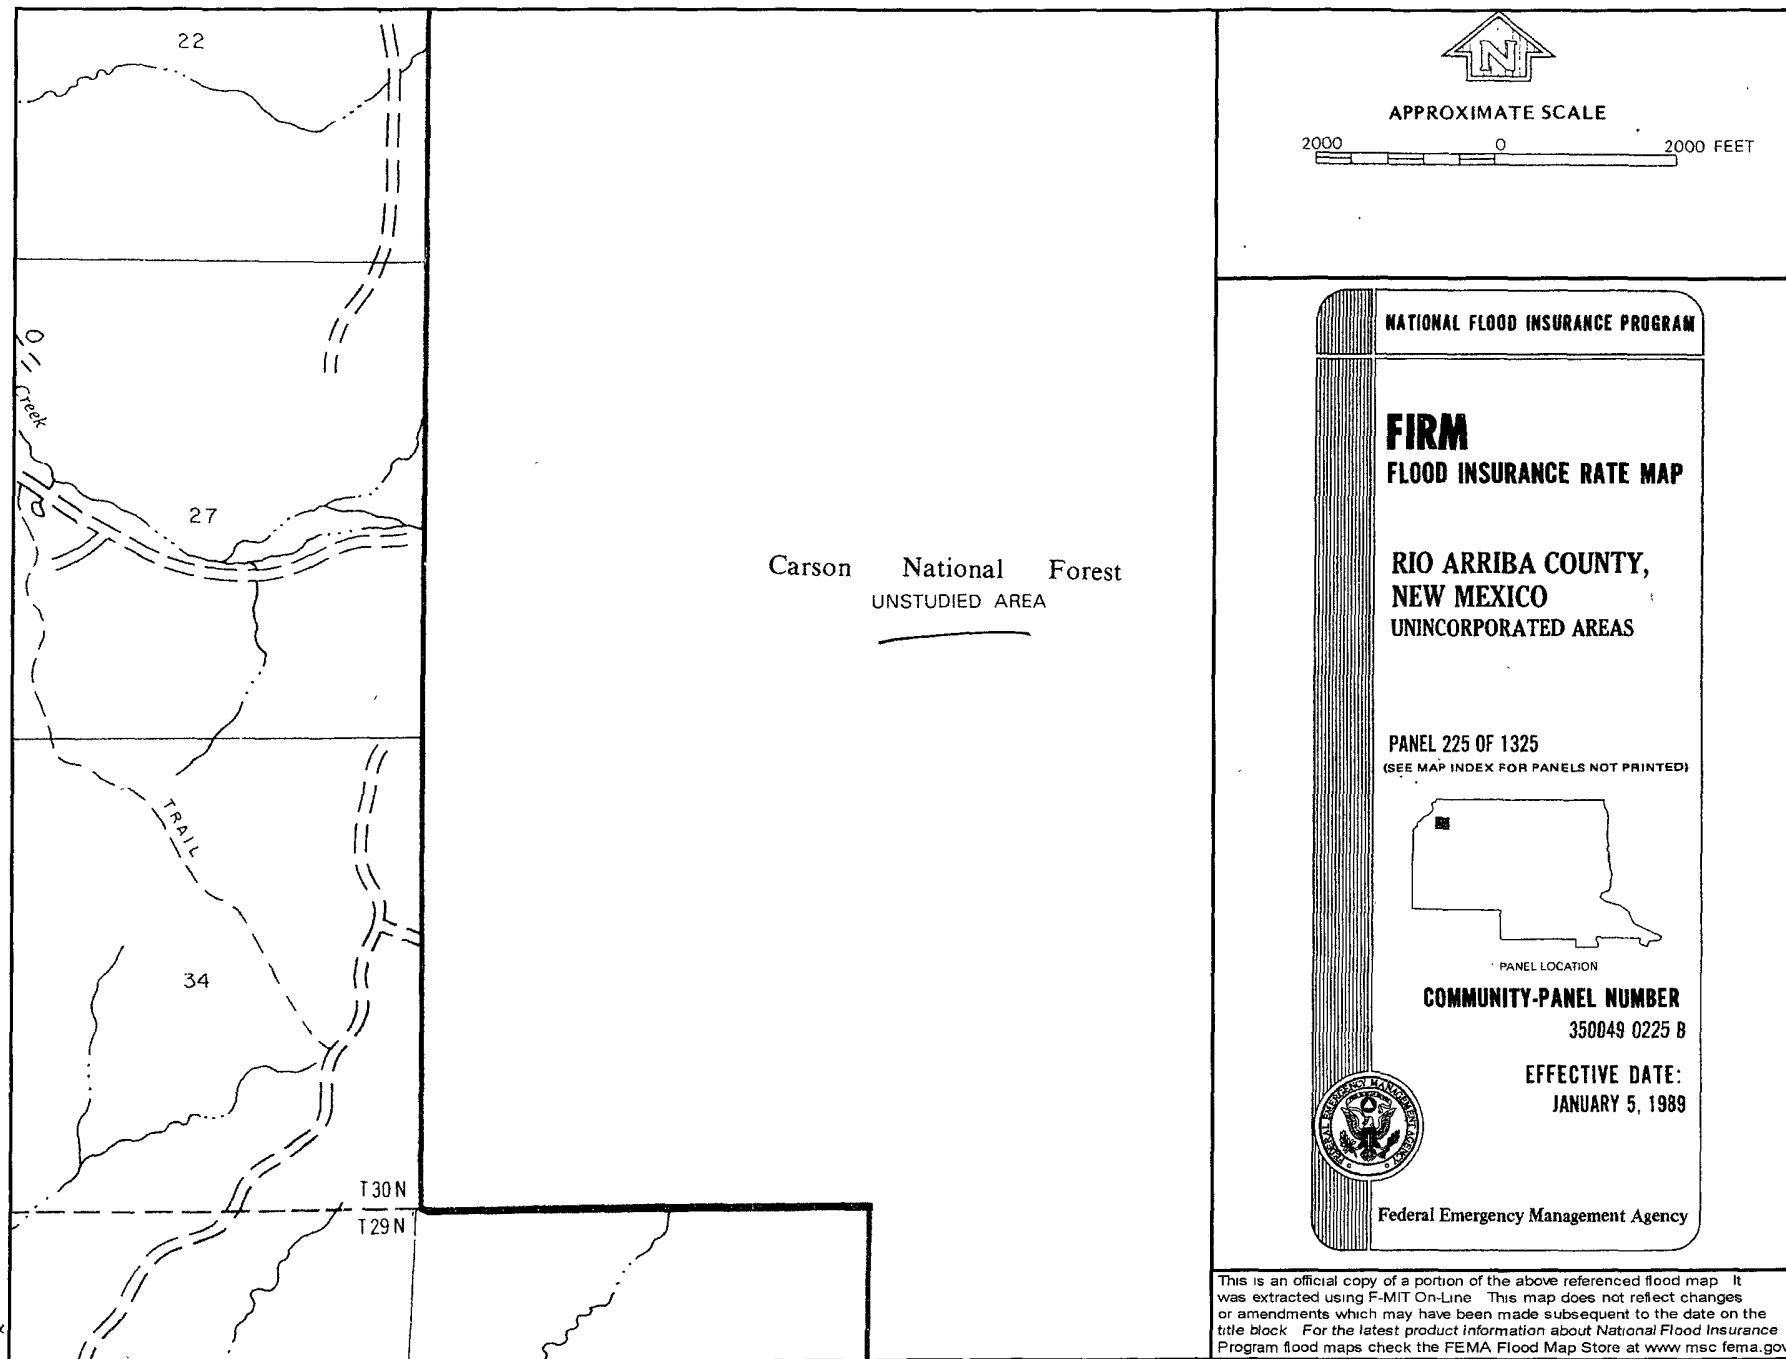 22
O
Creek
27
TRAIL
34
T30N
T29N
Carson National Forest
UNSTUDIED AREA
N
APPROXIMATE SCALE
2000 0 2000 FEET
NATIONAL FLOOD INSURANCE PROGRAM
FIRM
FLOOD INSURANCE RATE MAP
RIO ARRIBA COUNTY,
NEW MEXICO
UNINCORPORATED AREAS
PANEL 225 OF 1325
(SEE MAP INDEX FOR PANELS NOT PRINTED)
PANEL LOCATION
COMMUNITY-PANEL NUMBER
350049 0225 B
EFFECTIVE DATE:
JANUARY 5, 1989
FEDERAL EMERGENCY MANAGEMENT AGENCY
Federal Emergency Management Agency
This is an official copy of a portion of the above referenced flood map It
was extracted using F-MIT On-Line This map does not reflect changes
or amendments which may have been made subsequent to the date on the
title block For the latest product information about National Flood Insurance
Program flood maps check the FEMA Flood Map Store at www msc fema.gov